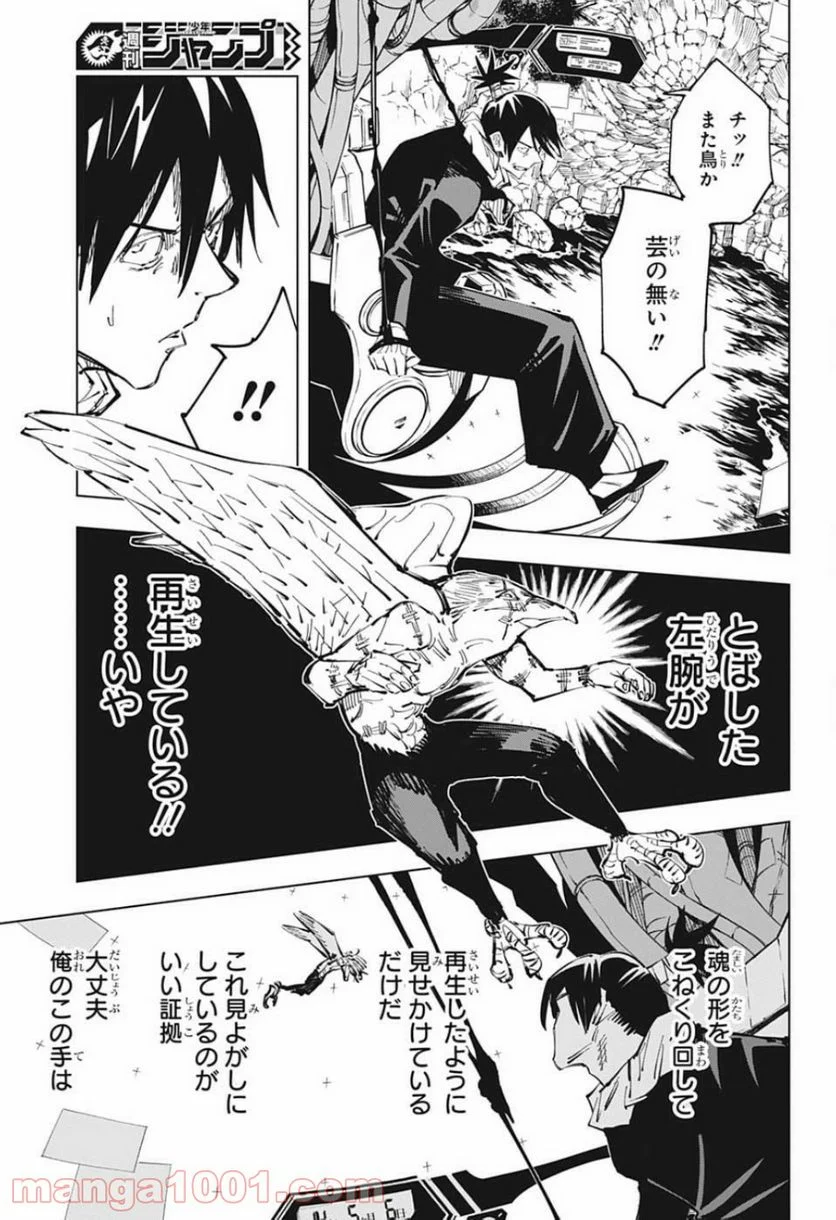 週刊
少年
ジャンプ
チッ!!
また鳥か
芸の無い!!
!!
とばした
左腕が
再生している!!
……いや
魂の形を
こねくり回して
再生したように
見せかけている
だけだ
これ見よがしに
しているのが
いい証拠
大丈夫
俺のこの手は
manga1001.com